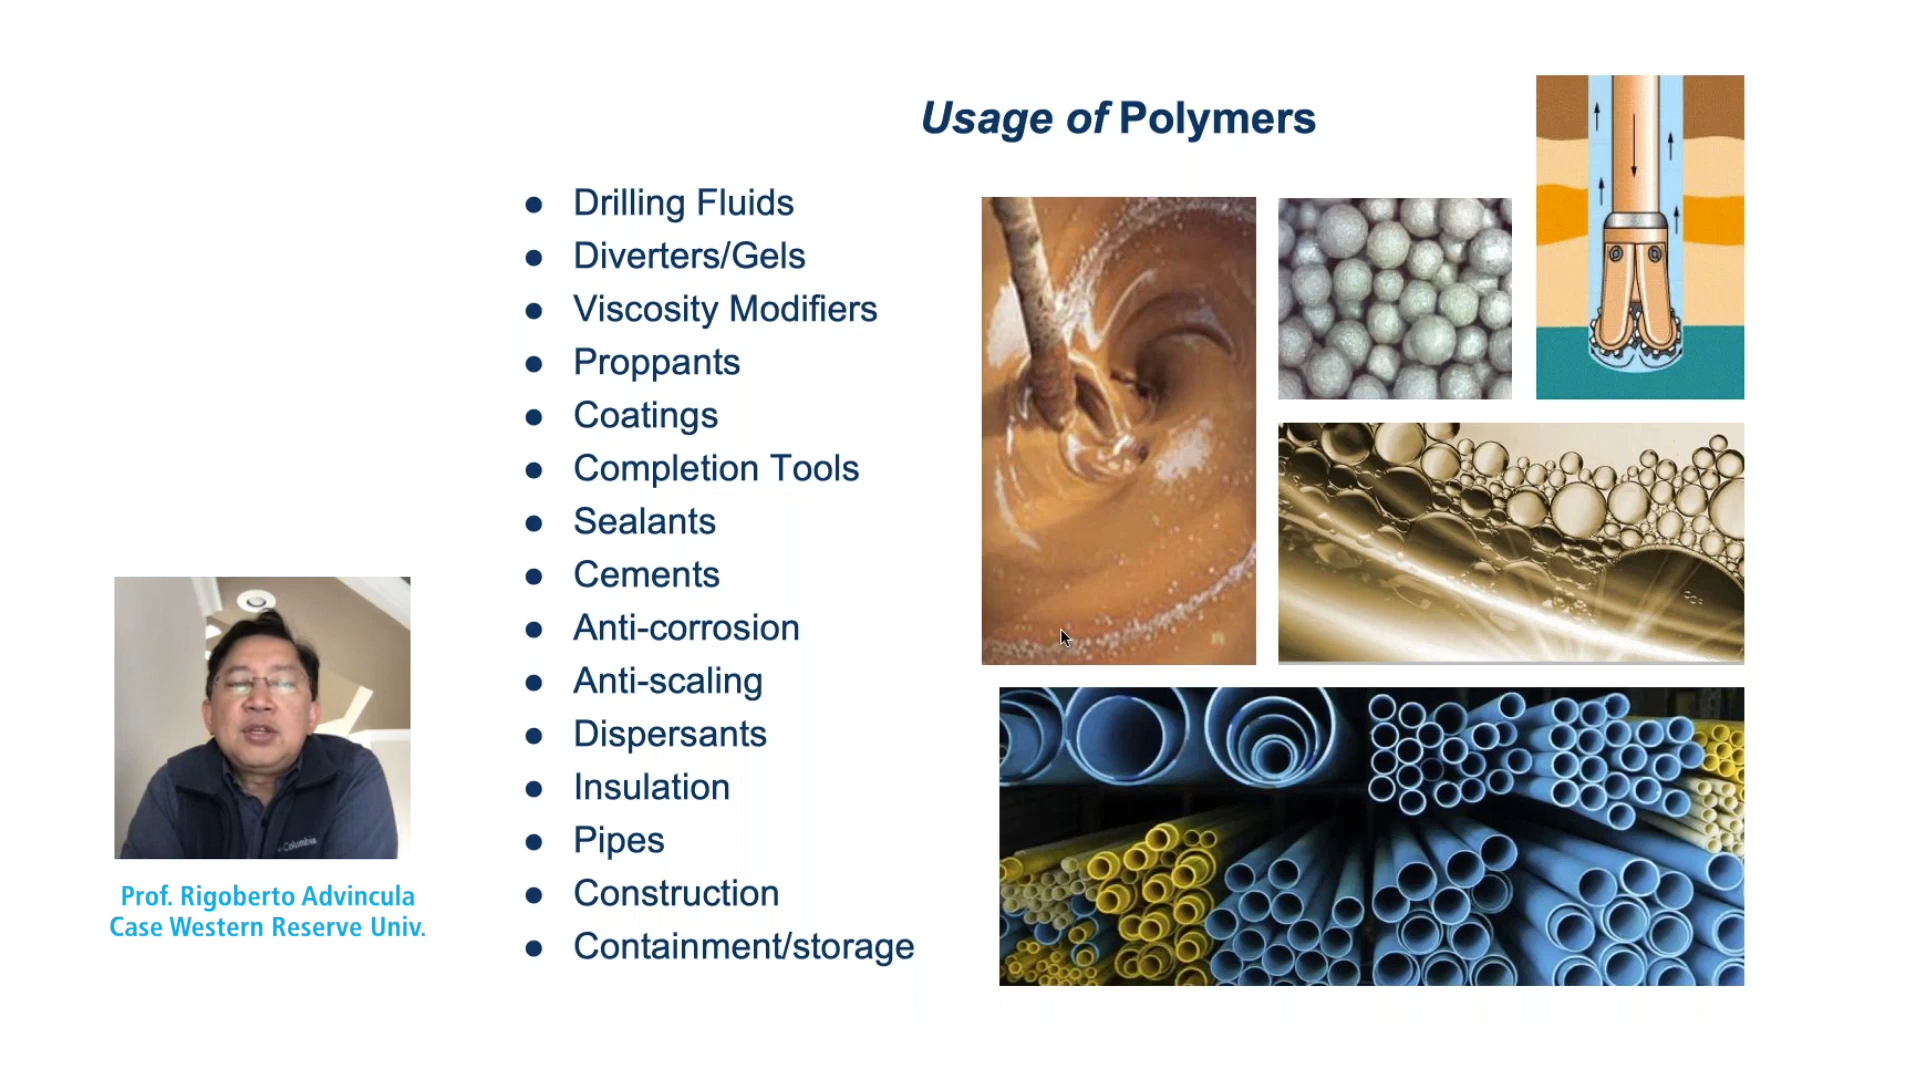 Usage of Polymers
Drilling Fluids
Diverters/Gels
Viscosity Modifiers
Proppants
Coatings
Completion Tools
Sealants
Cements
Anti-corrosion
Anti-scaling
Dispersants
Insulation
Pipes
Construction
Containment/storage
Columbia
Prof. Rigoberto Advincula
Case Western Reserve Univ.